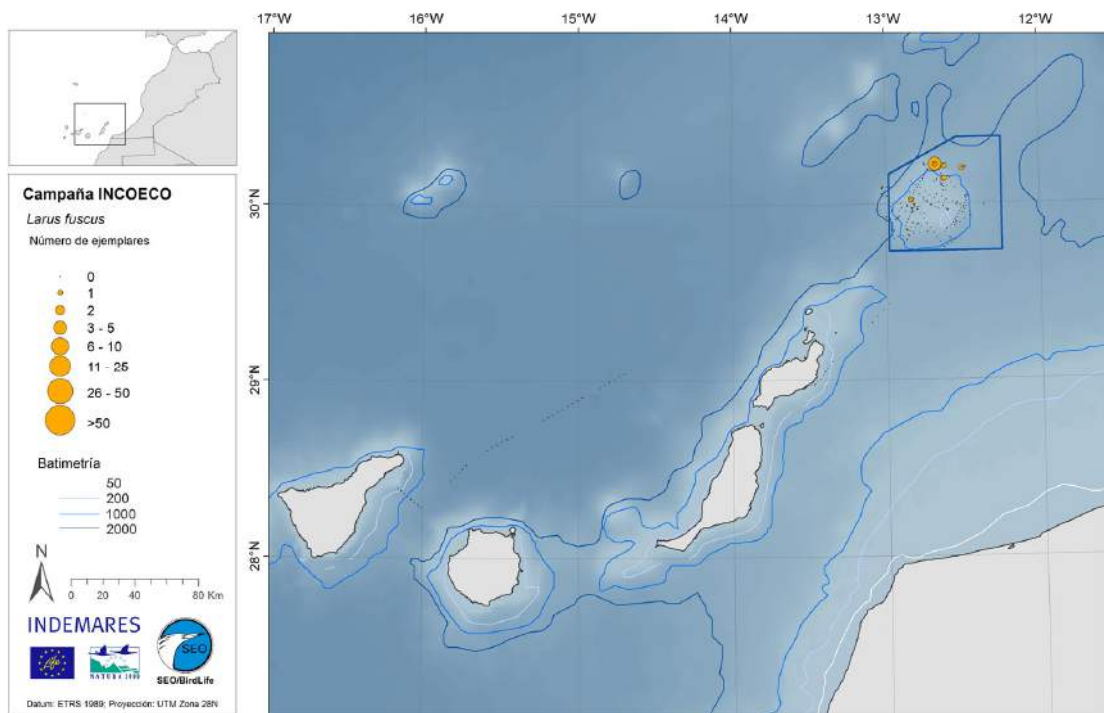 17°W 16°W 15°W 14°W 13°W 12°W
30°N
29°N
28°N
Campaña INCOECO
Larus fuscus
Número de ejemplares
0
1
2
3 - 5
6 - 10
11 - 25
26 - 50
>50
Batimetría
50
200
1000
2000
N
0 20 40 80 Km
INDEMARES
Life
NATURA 2000
SEO
SEO/BirdLife
Datum: ETRS 1989; Proyección: UTM Zona 28N